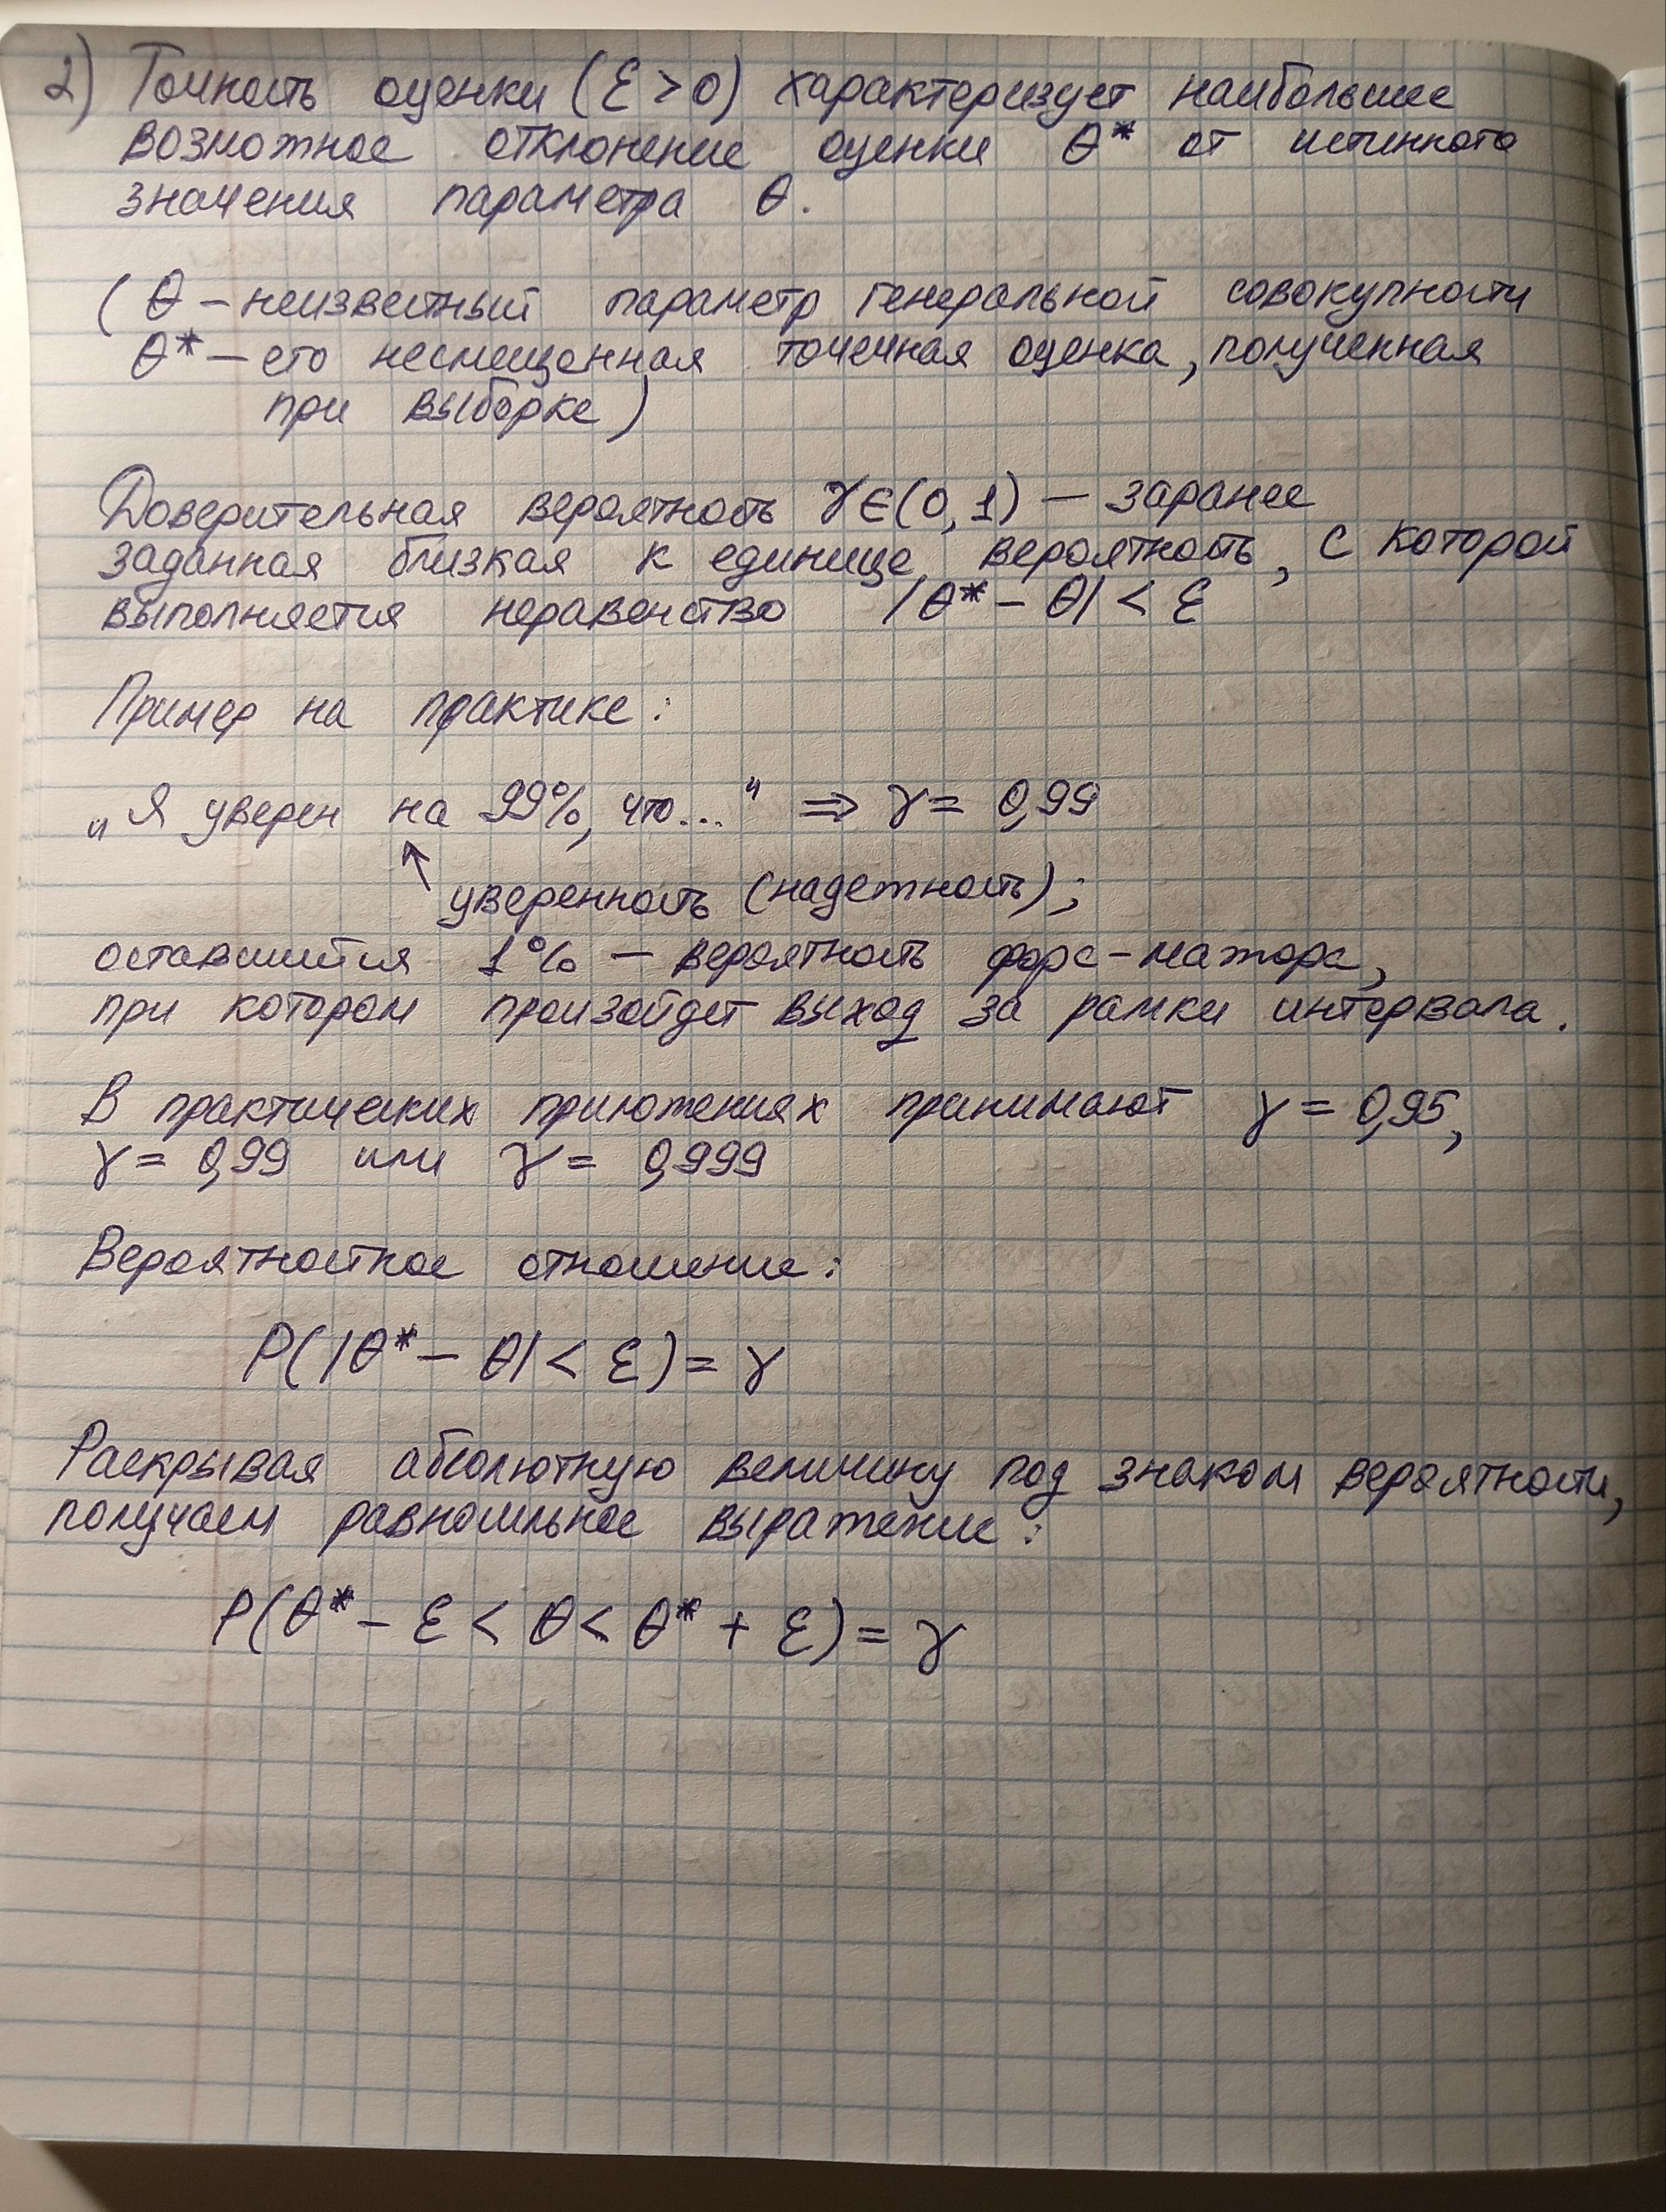 2) Точность оценки (ε > 0) характеризует наибольшее
возможное отклонение оценки θ* от истинного
значения параметра θ.
( θ – неизвестный параметр генеральной совокупности
θ* – его несмещенная точечная оценка, полученная
при выборке)
Доверительная вероятность γ ∈ (0, 1) – заранее
заданная близкая к единице вероятность, с которой
выполняется неравенство |θ* – θ| < ε
Пример на практике:
„Я уверен на 99%, что..." ⇒ γ = 0,99
↖ уверенность (надежность);
оставшийся 1% – вероятность форс-мажора,
при котором произойдет выход за рамки интервала.
В практических приложениях принимают γ = 0,95,
γ = 0,99 или γ = 0,999
Вероятностное отношение:
P(|θ* – θ| < ε) = γ
Раскрывая абсолютную величину под знаком вероятности,
получаем равносильное выражение:
P(θ* – ε < θ < θ* + ε) = γ